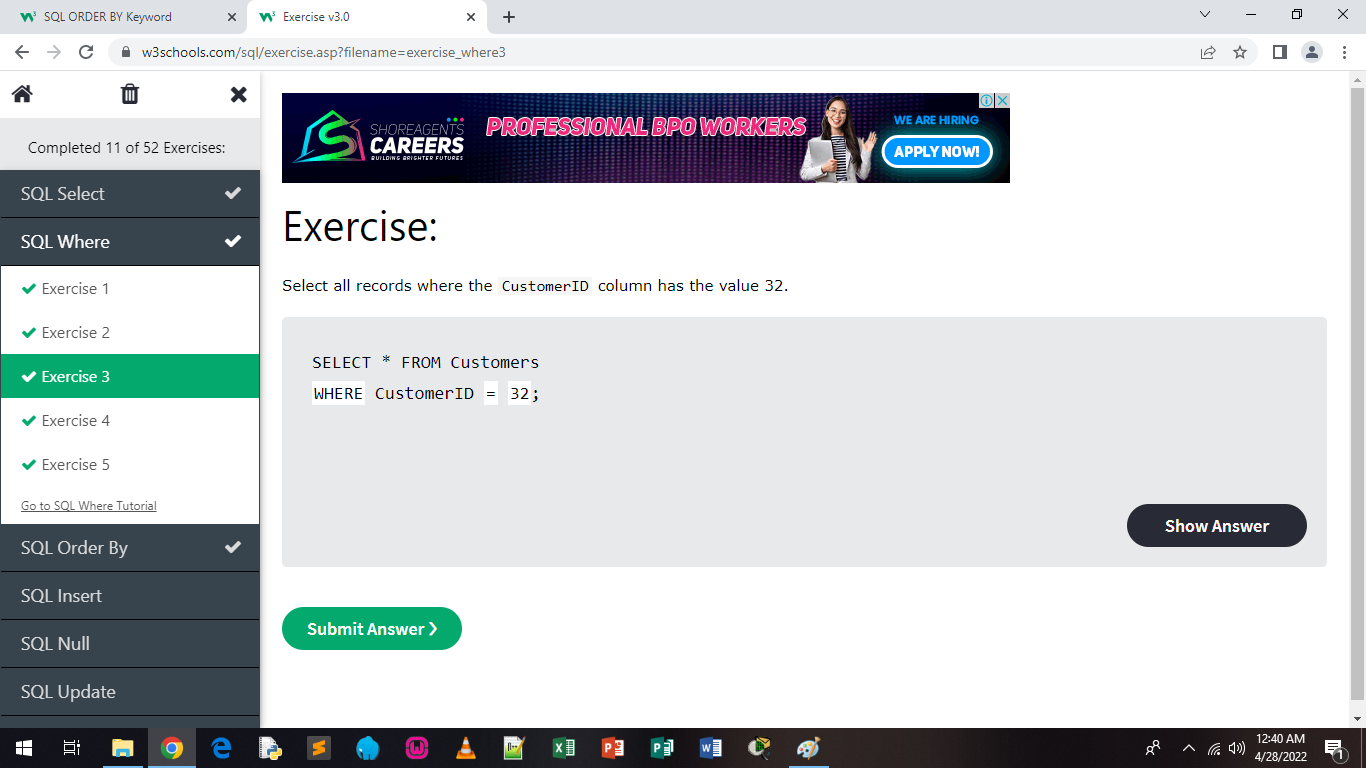 SQL ORDER BY Keyword
Exercise v3.0
w3schools.com/sql/exercise.asp?filename=exercise_where3
Completed 11 of 52 Exercises:
SQL Select
SQL Where
Exercise 1
Exercise 2
Exercise 3
Exercise 4
Exercise 5
Go to SQL Where Tutorial
SQL Order By
SQL Insert
SQL Null
SQL Update
SHOREAGENTS
CAREERS
BUILDING BRIGHTER FUTURES
PROFESSIONAL BPO WORKERS
WE ARE HIRING
APPLY NOW!
Exercise:
Select all records where the CustomerID column has the value 32.
SELECT * FROM Customers
WHERE CustomerID = 32;
Show Answer
Submit Answer ❯
12:40 AM
4/28/2022
1